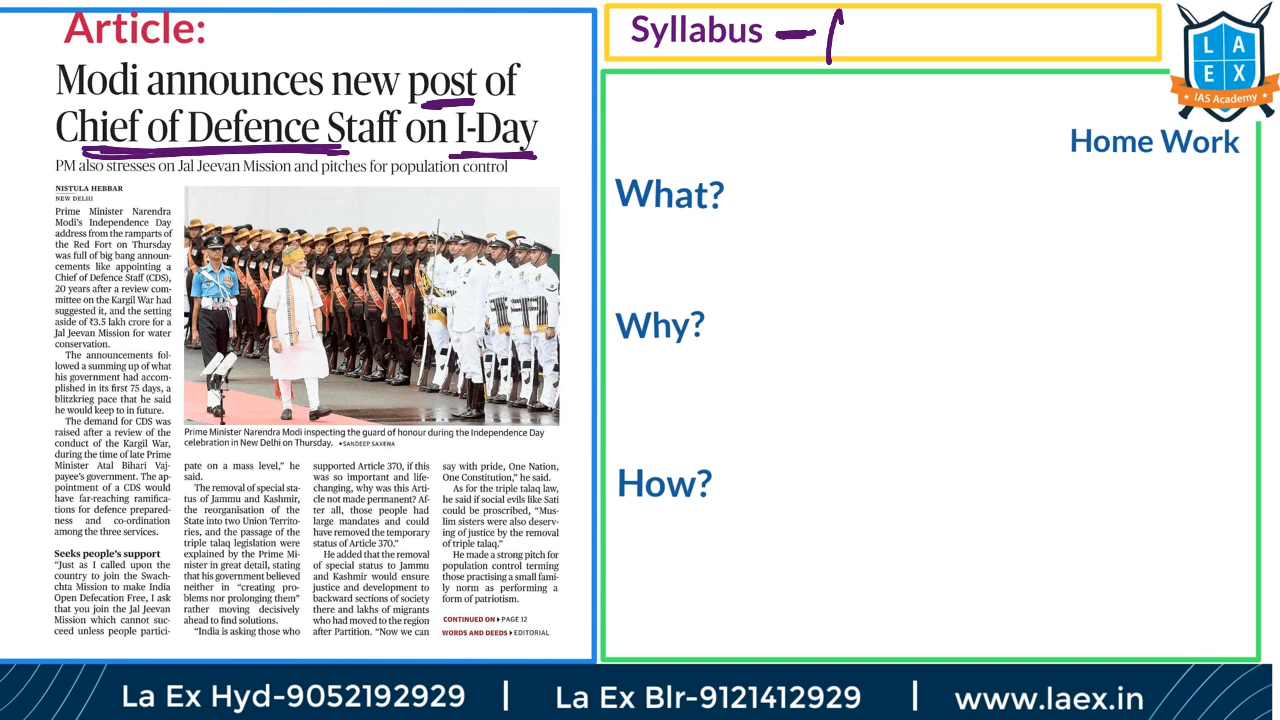 Article:
Modi announces new post of
Chief of Defence Staff on I-Day
PM also stresses on Jal Jeevan Mission and pitches for population control
NISTULA HEBBAR
NEW DELHI
Prime Minister Narendra
Modi's Independence Day
address from the ramparts of
the Red Fort on Thursday
was full of big bang announ-
cements like appointing a
Chief of Defence Staff (CDS),
20 years after a review com-
mittee on the Kargil War had
suggested it, and the setting
aside of ₹3.5 lakh crore for a
Jal Jeevan Mission for water
conservation.
The announcements fol-
lowed a summing up of what
his government had accom-
plished in its first 75 days, a
blitzkrieg pace that he said
he would keep to in future.
The demand for CDS was
raised after a review of the
conduct of the Kargil War,
during the time of late Prime
Minister Atal Bihari Vaj-
payee's government. The ap-
pointment of a CDS would
have far-reaching ramifica-
tions for defence prepared-
ness and co-ordination
among the three services.
Seeks people's support
"Just as I called upon the
country to join the Swach-
chta Mission to make India
Open Defecation Free, I ask
that you join the Jal Jeevan
Mission which cannot suc-
ceed unless people partici-
Prime Minister Narendra Modi inspecting the guard of honour during the Independence Day
celebration in New Delhi on Thursday. •SANDEEP SAXENA
pate on a mass level," he
said.
The removal of special sta-
tus of Jammu and Kashmir,
the reorganisation of the
State into two Union Territo-
ries, and the passage of the
triple talaq legislation were
explained by the Prime Mi-
nister in great detail, stating
that his government believed
neither in "creating pro-
blems nor prolonging them"
rather moving decisively
ahead to find solutions.
"India is asking those who
supported Article 370, if this
was so important and life-
changing, why was this Arti-
cle not made permanent? Af-
ter all, those people had
large mandates and could
have removed the temporary
status of Article 370."
He added that the removal
of special status to Jammu
and Kashmir would ensure
justice and development to
backward sections of society
there and lakhs of migrants
who had moved to the region
after Partition. "Now we can
say with pride, One Nation,
One Constitution," he said.
As for the triple talaq law,
he said if social evils like Sati
could be proscribed, "Mus-
lim sisters were also deserv-
ing of justice by the removal
of triple talaq."
He made a strong pitch for
population control terming
those practising a small fami-
ly norm as performing a
form of patriotism.
CONTINUED ON ▸ PAGE 12
WORDS AND DEEDS ▸ EDITORIAL
Syllabus -
L A
E X
IAS Academy
Home Work
What?
Why?
How?
La Ex Hyd-9052192929 | La Ex Blr-9121412929 | www.laex.in